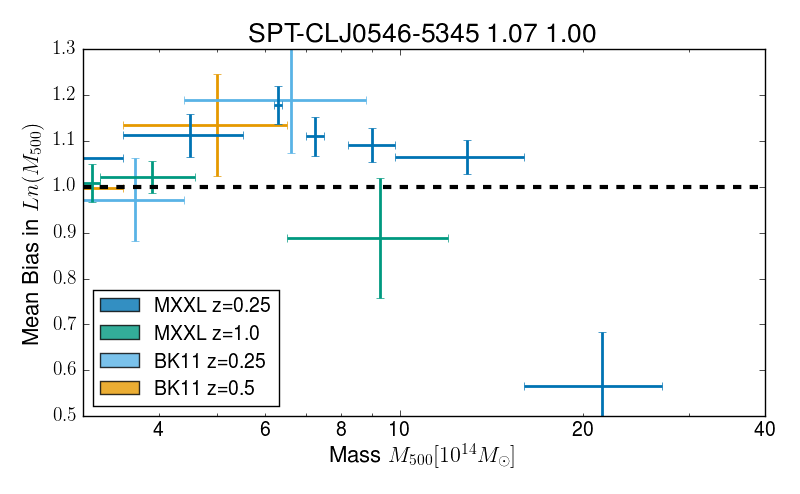 SPT-CLJ0546-5345 1.07 1.00
1.3
1.2
1.1
1.0
0.9
0.8
0.7
0.6
0.5
Mean Bias in Ln(M500)
MXXL z=0.25
MXXL z=1.0
BK11 z=0.25
BK11 z=0.5
4 6 8 10 20 40
Mass M500[10^14 M⊙]